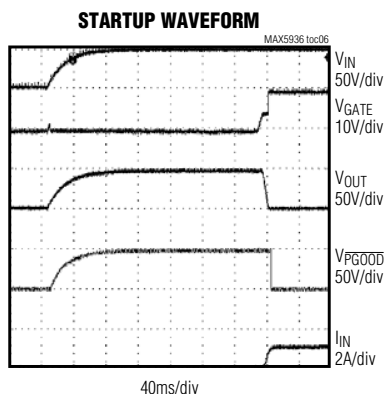 STARTUP WAVEFORM
MAX5936 toc06
VIN
50V/div
VGATE
10V/div
VOUT
50V/div
VPGOOD
50V/div
IIN
2A/div
40ms/div